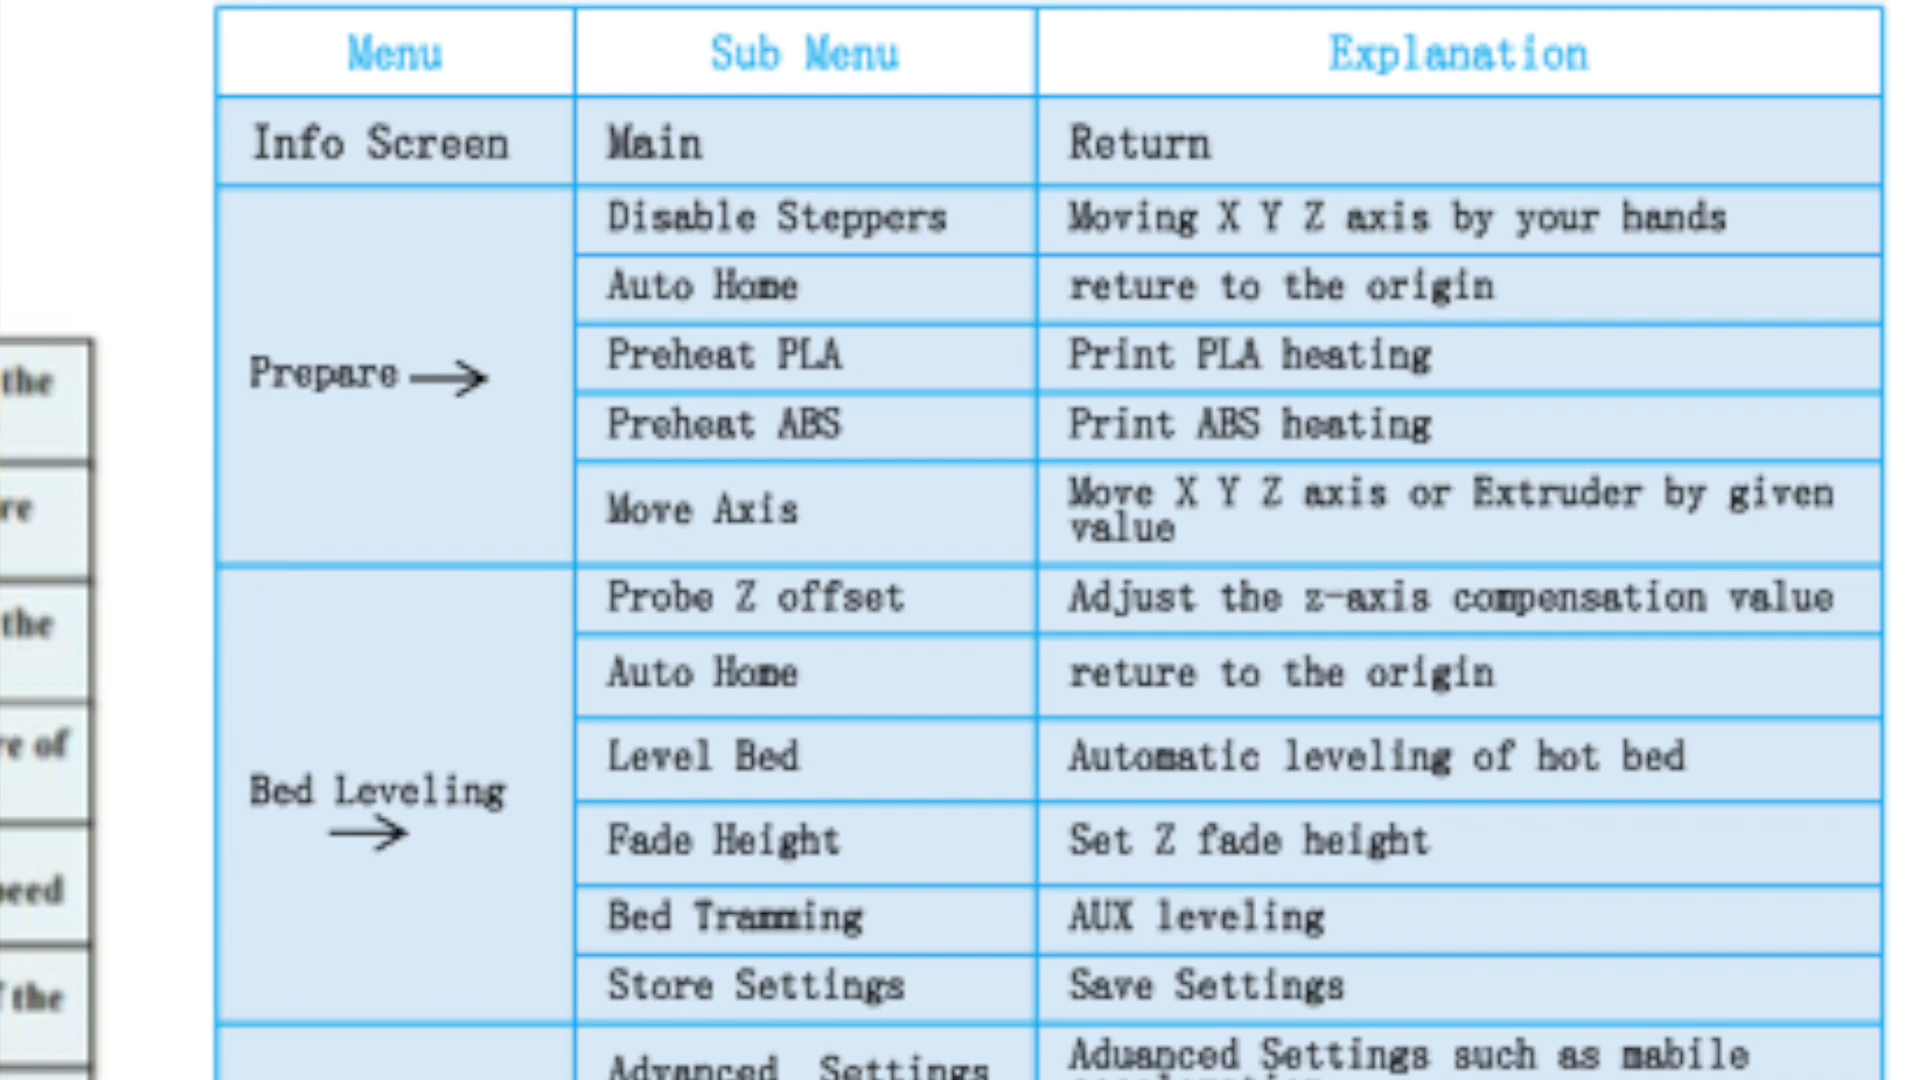 Menu Sub Menu Explanation
Info Screen Main Return
Disable Steppers Moving X Y Z axis by your hands
Auto Home reture to the origin
Preheat PLA Print PLA heating
Prepare →
Preheat ABS Print ABS heating
Move Axis Move X Y Z axis or Extruder by given
value
Probe Z offset Adjust the z-axis compensation value
Auto Home reture to the origin
Level Bed Automatic leveling of hot bed
Bed Leveling
→
Fade Height Set Z fade height
Bed Tramming AUX leveling
Store Settings Save Settings
Advanced Settings Aduanced Settings such as mabile
the
re
the
re of
eed
the